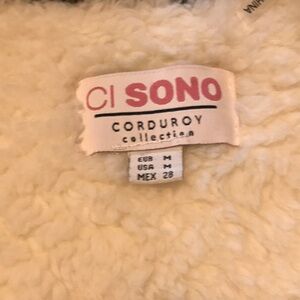 CI SONO
CORDUROY
collection
EUR M
USA M
MEX 28